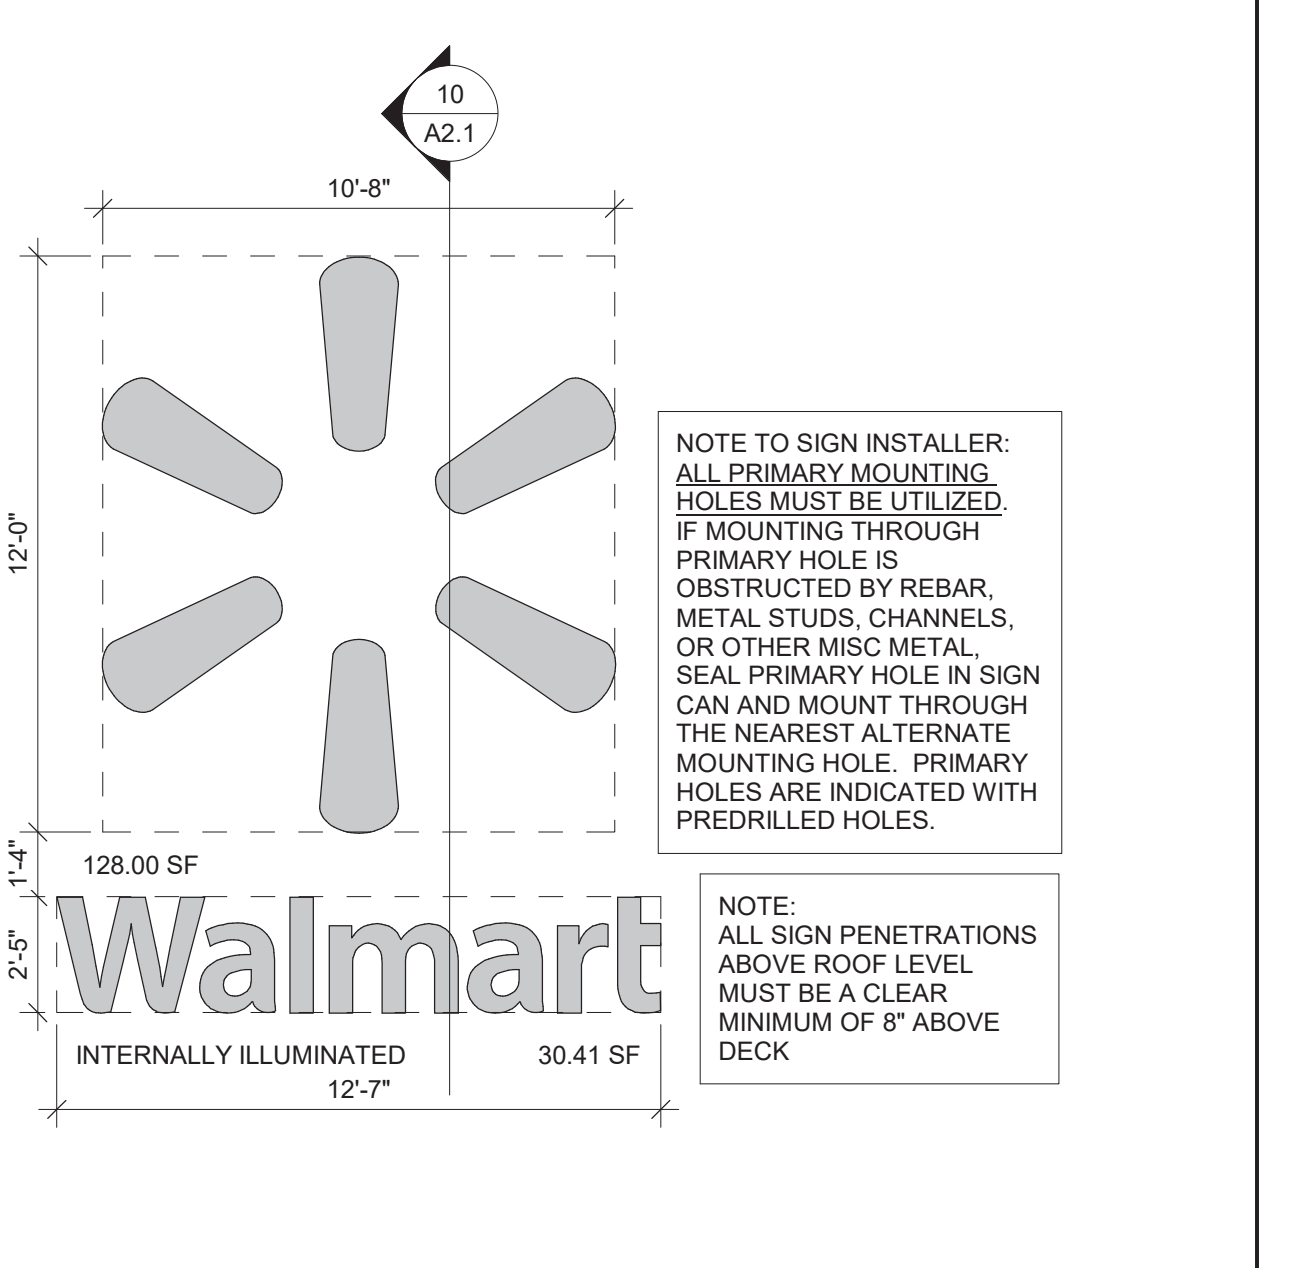 10
A2.1
10'-8"
12'-0"
NOTE TO SIGN INSTALLER:
ALL PRIMARY MOUNTING
HOLES MUST BE UTILIZED.
IF MOUNTING THROUGH
PRIMARY HOLE IS
OBSTRUCTED BY REBAR,
METAL STUDS, CHANNELS,
OR OTHER MISC METAL,
SEAL PRIMARY HOLE IN SIGN
CAN AND MOUNT THROUGH
THE NEAREST ALTERNATE
MOUNTING HOLE.  PRIMARY
HOLES ARE INDICATED WITH
PREDRILLED HOLES.
1'-4"
128.00 SF
2'-5"
Walmart
INTERNALLY ILLUMINATED
30.41 SF
12'-7"
NOTE:
ALL SIGN PENETRATIONS
ABOVE ROOF LEVEL
MUST BE A CLEAR
MINIMUM OF 8" ABOVE
DECK